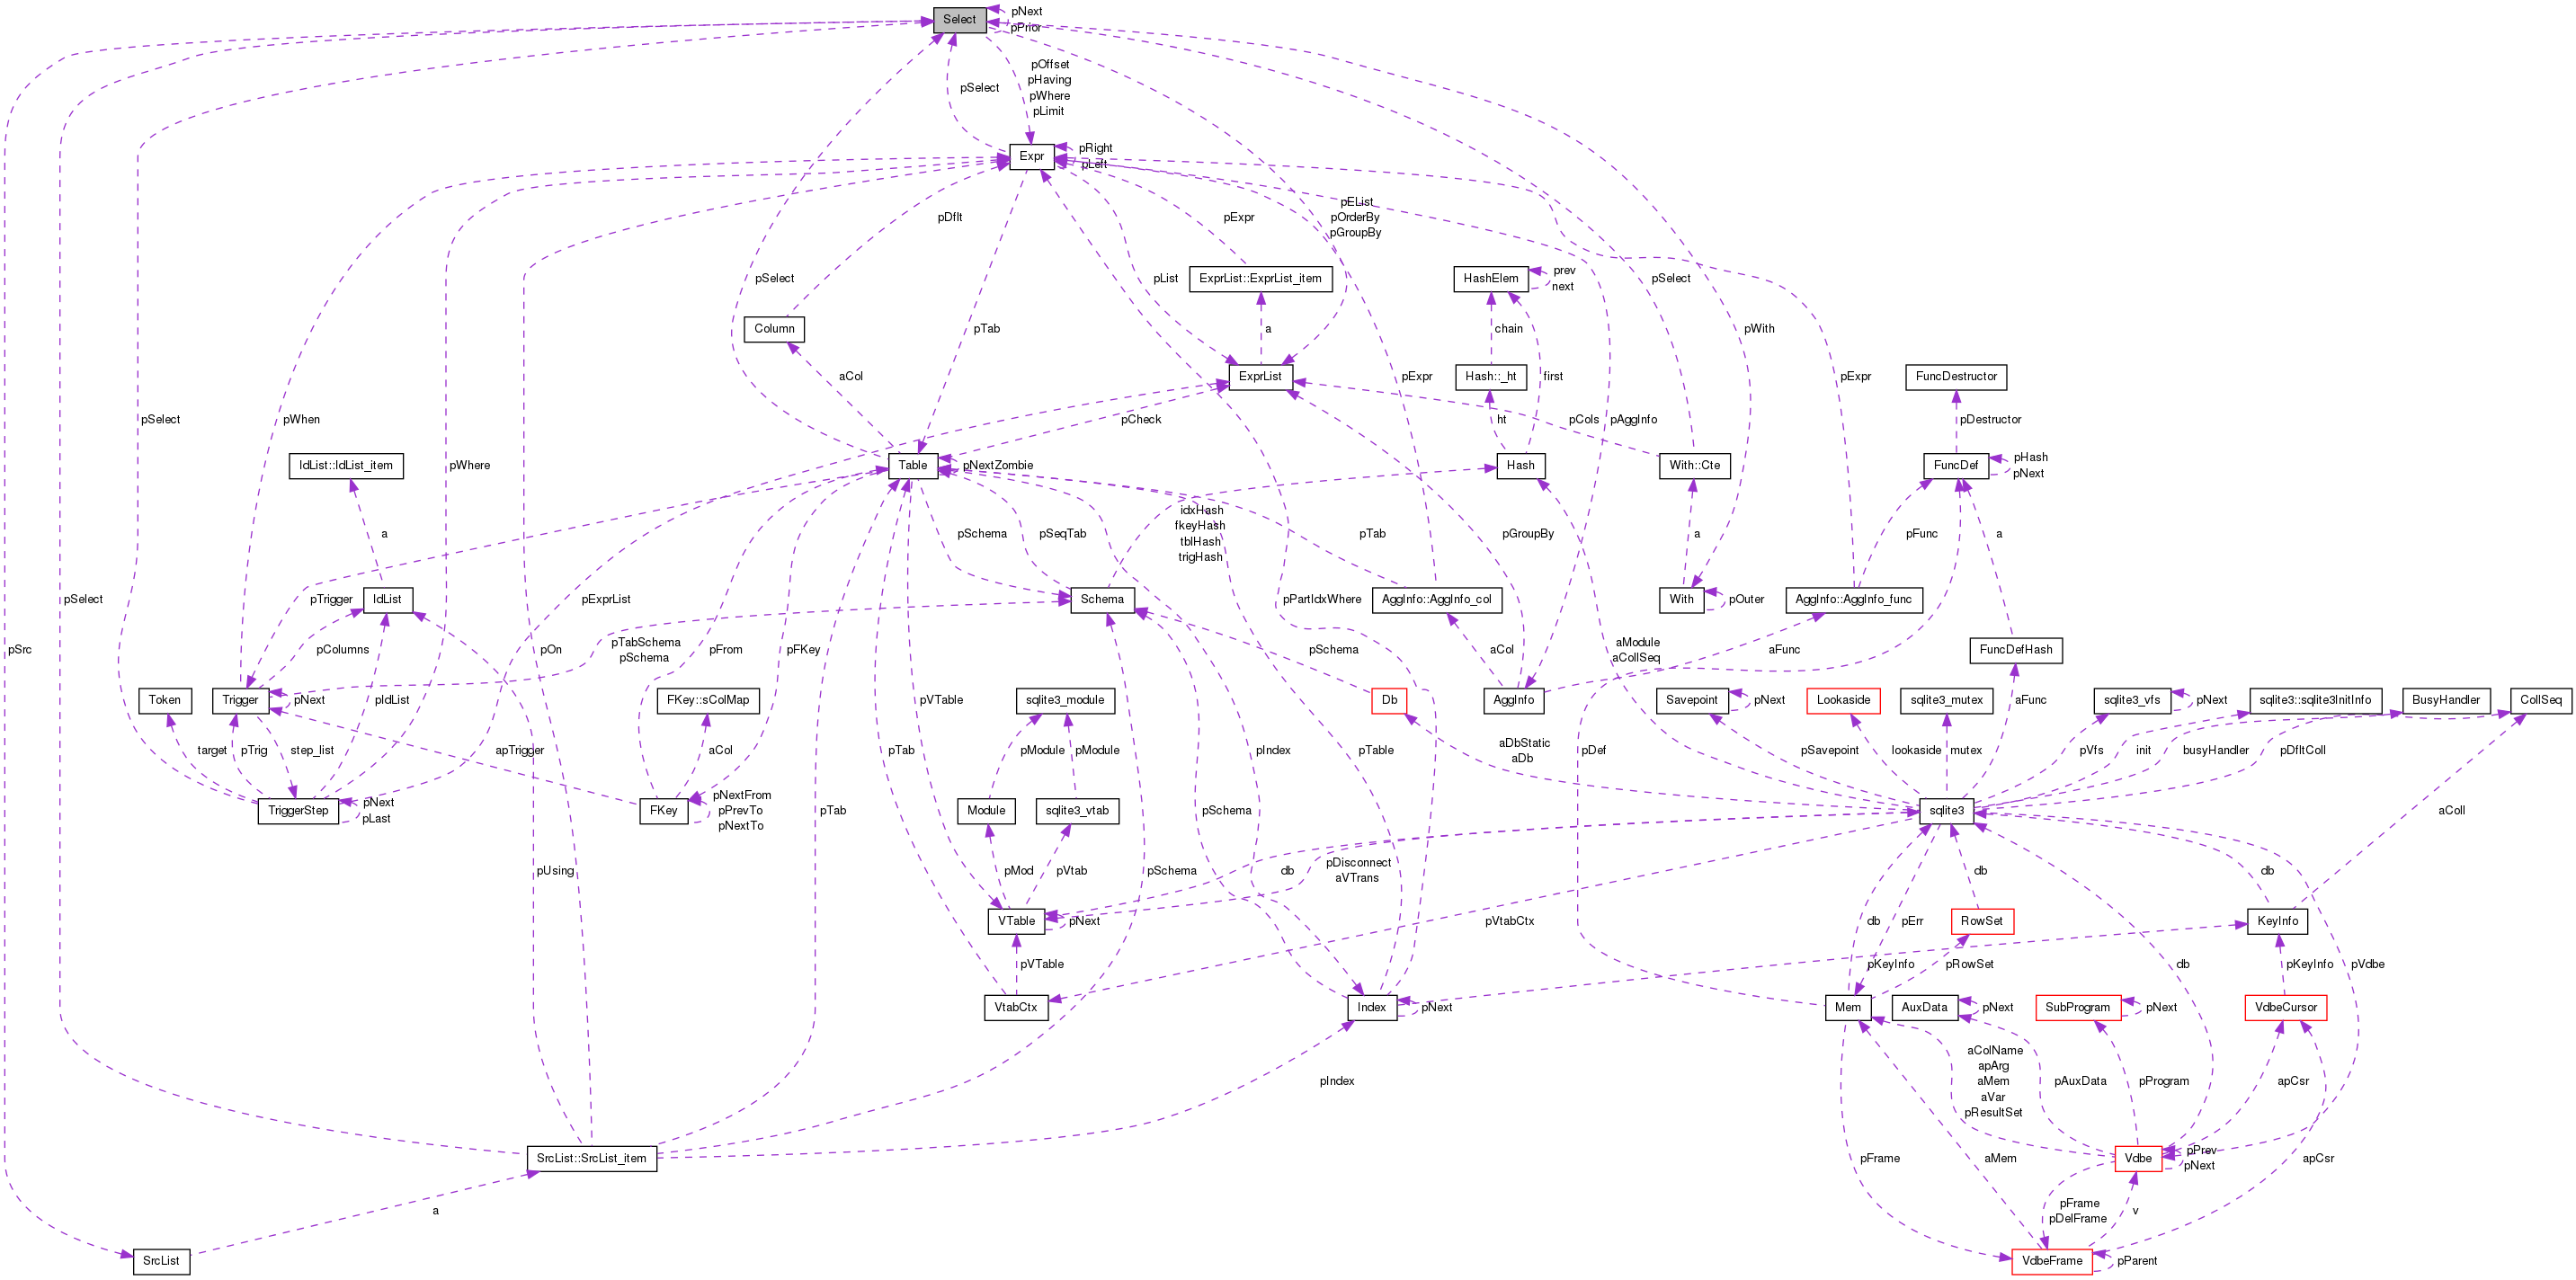 Select
pNext
pPrior
pOffset
pHaving
pWhere
pLimit
pSelect
Expr
pRight
pLeft
pEList
pOrderBy
pGroupBy
pDflt
pExpr
pSelect
pList
ExprList::ExprList_item
HashElem
prev
next
pSelect
Column
pTab
a
chain
pWith
aCol
ExprList
Hash::_ht
first
pExpr
pExpr
FuncDestructor
pSelect
pWhen
pCheck
ht
pCols
pAggInfo
pDestructor
IdList::IdList_item
pWhere
Table
pNextZombie
Hash
With::Cte
FuncDef
pHash
pNext
idxHash
fkeyHash
tblHash
trigHash
a
pSchema
pSeqTab
pTab
pGroupBy
a
pFunc
a
pSelect
pTrigger
IdList
pExprList
Schema
pPartIdxWhere
AggInfo::AggInfo_col
With
pOuter
AggInfo::AggInfo_func
pSrc
pColumns
pTabSchema
pSchema
pOn
pFrom
pFKey
pSchema
aCol
aModule
aCollSeq
aFunc
FuncDefHash
Token
Trigger
pNext
pIdList
FKey::sColMap
pVTable
sqlite3_module
Db
AggInfo
Savepoint
pNext
Lookaside
sqlite3_mutex
aFunc
sqlite3_vfs
pNext
sqlite3::sqlite3InitInfo
BusyHandler
CollSeq
target
pTrig
step_list
apTrigger
aCol
pTab
pModule
pModule
pIndex
pTable
aDbStatic
aDb
pDef
pSavepoint
lookaside
mutex
pVfs
init
busyHandler
pDfltColl
TriggerStep
pNext
pLast
FKey
pNextFrom
pPrevTo
pNextTo
pTab
Module
sqlite3_vtab
pSchema
sqlite3
aColl
pUsing
pMod
pVtab
pSchema
db
pDisconnect
aVTrans
db
db
VTable
pNext
pVtabCtx
db
pErr
RowSet
KeyInfo
pVTable
pKeyInfo
pRowSet
db
pKeyInfo
pVdbe
VtabCtx
Index
pNext
Mem
AuxData
pNext
SubProgram
pNext
VdbeCursor
aColName
apArg
aMem
aVar
pResultSet
pIndex
pAuxData
pProgram
apCsr
SrcList::SrcList_item
pFrame
aMem
Vdbe
pPrev
pNext
apCsr
a
pFrame
pDelFrame
v
SrcList
VdbeFrame
pParent